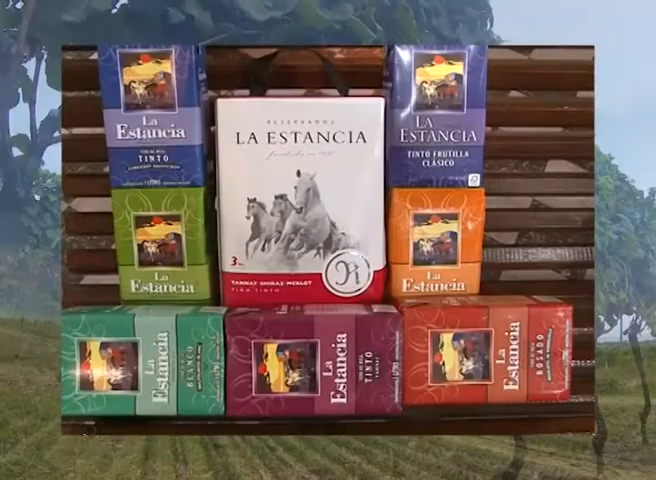 La
Estancia
TINTO
RESERVADOS
LA ESTANCIA
3
TANNAT SHIRAZ MERLOT
VINO TINTO
R
LA
ESTANCIA
TINTO FRUTILLA
CLÁSICO
La
Estancia
La
Estancia
La
Estancia
BLANCO
La
Estancia
TINTO
La
Estancia
ROSADO